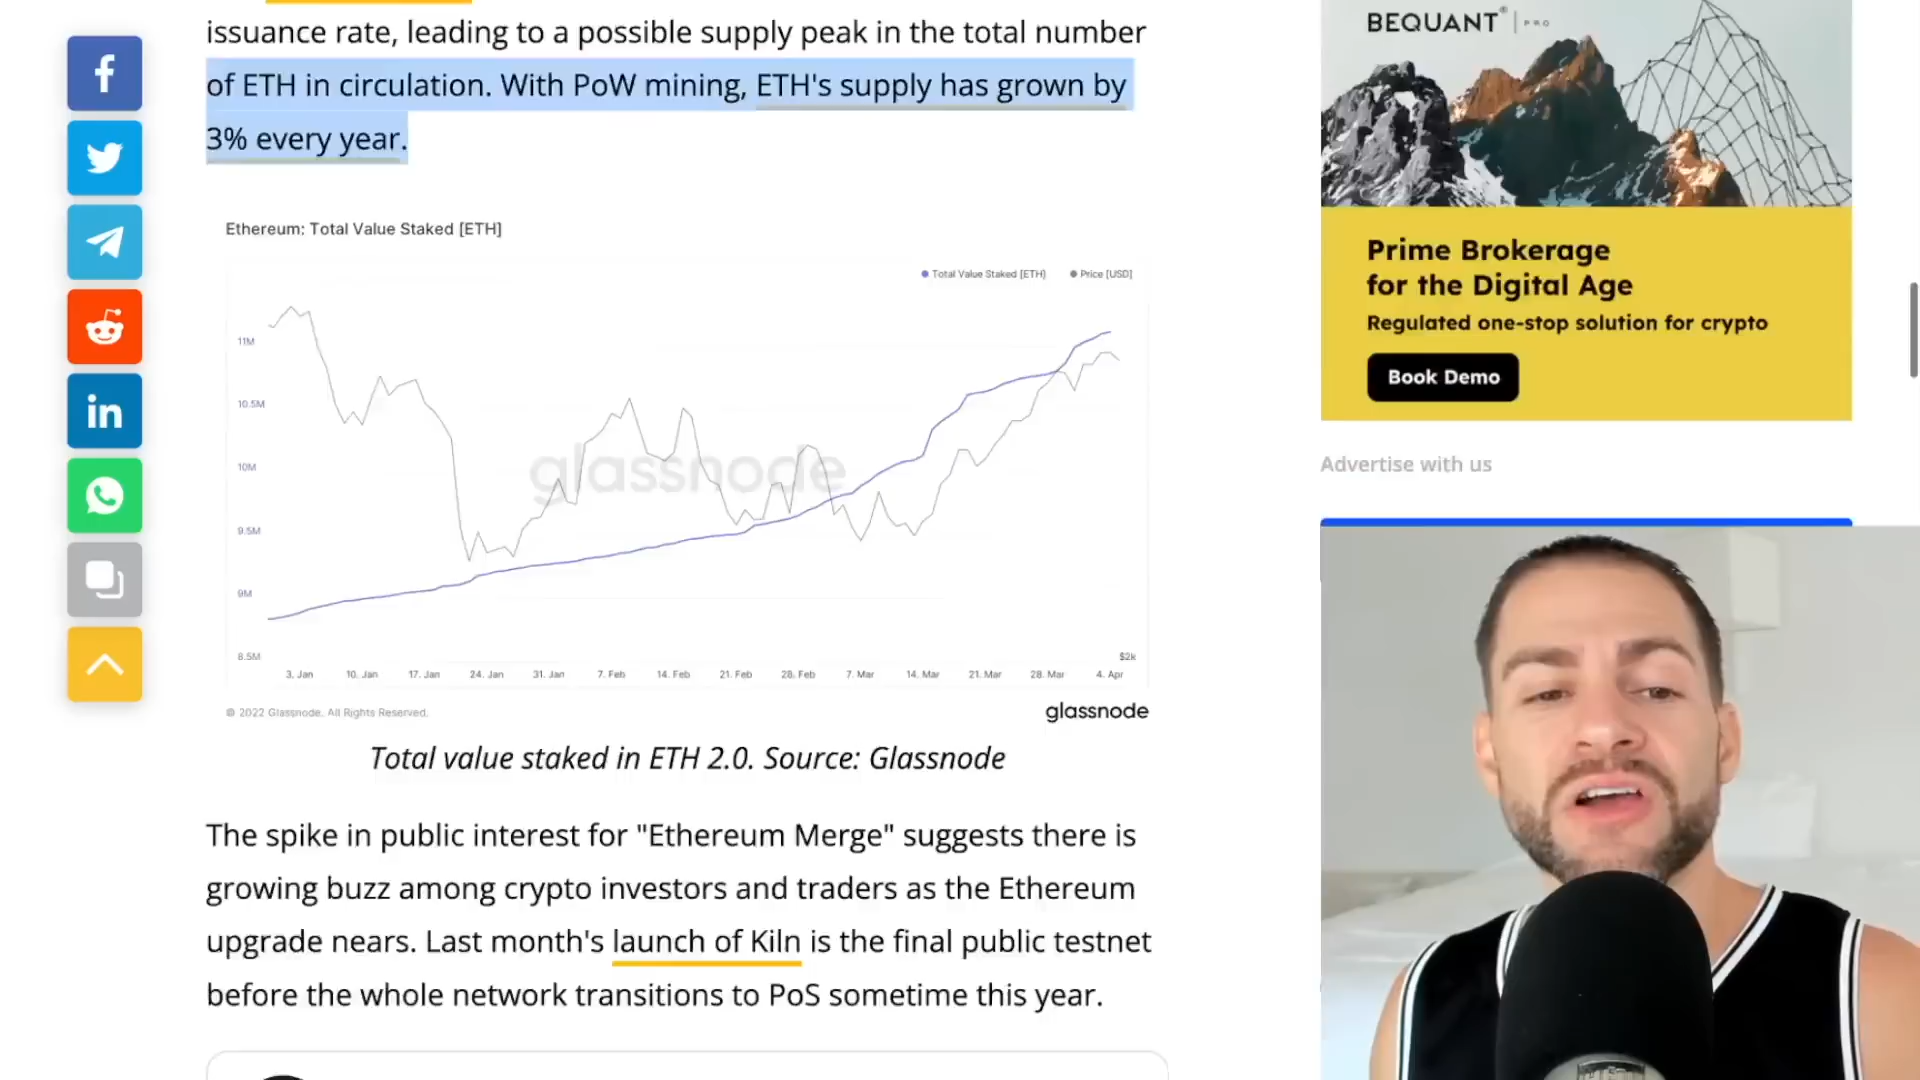 issuance rate, leading to a possible supply peak in the total number
of ETH in circulation. With PoW mining, ETH's supply has grown by
3% every year.
Ethereum: Total Value Staked [ETH]
Total Value Staked [ETH] Price [USD]
11M
10.5M
10M
9.5M
9M
8.5M
$2k
glassnode
3. Jan 10. Jan 17. Jan 24. Jan 31. Jan 7. Feb 14. Feb 21. Feb 28. Feb 7. Mar 14. Mar 21. Mar 28. Mar 4. Apr
© 2022 Glassnode. All Rights Reserved.
glassnode
Total value staked in ETH 2.0. Source: Glassnode
The spike in public interest for "Ethereum Merge" suggests there is
growing buzz among crypto investors and traders as the Ethereum
upgrade nears. Last month's launch of Kiln is the final public testnet
before the whole network transitions to PoS sometime this year.
f
in
BEQUANT® | PRO
Prime Brokerage
for the Digital Age
Regulated one-stop solution for crypto
Book Demo
Advertise with us